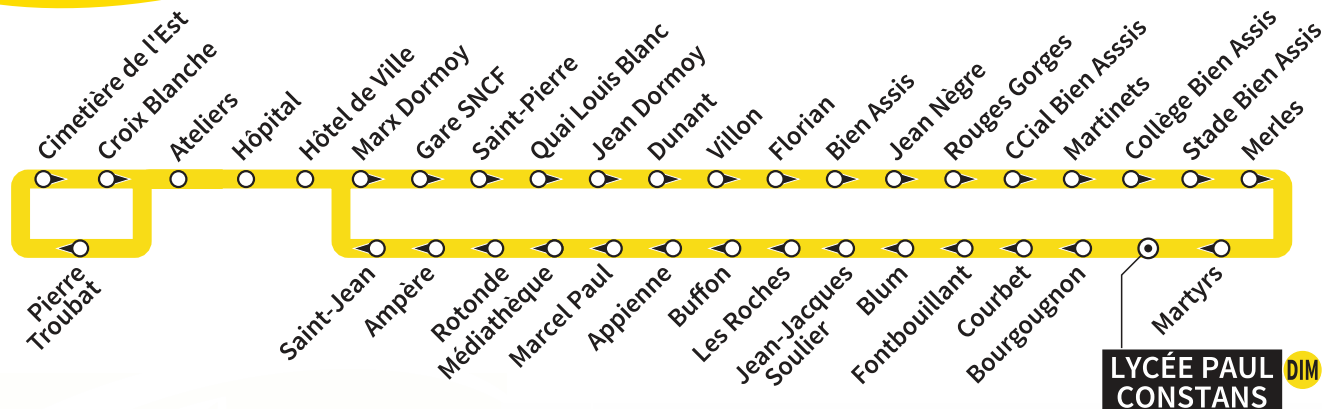 Cimetière de l'Est
Croix Blanche
Ateliers
Hôpital
Hôtel de Ville
Marx Dormoy
Gare SNCF
Saint-Pierre
Quai Louis Blanc
Jean Dormoy
Dunant
Villon
Florian
Bien Assis
Jean Nègre
Rouges Gorges
CCial Bien Asssis
Martinets
Collège Bien Assis
Stade Bien Assis
Merles
Pierre
Troubat
Saint-Jean
Ampère
Rotonde
Médiathèque
Marcel Paul
Appienne
Buffon
Les Roches
Jean-Jacques
Soulier
Blum
Fontbouillant
Courbet
Bourgougnon
LYCÉE PAUL
CONSTANS
DIM
Martyrs